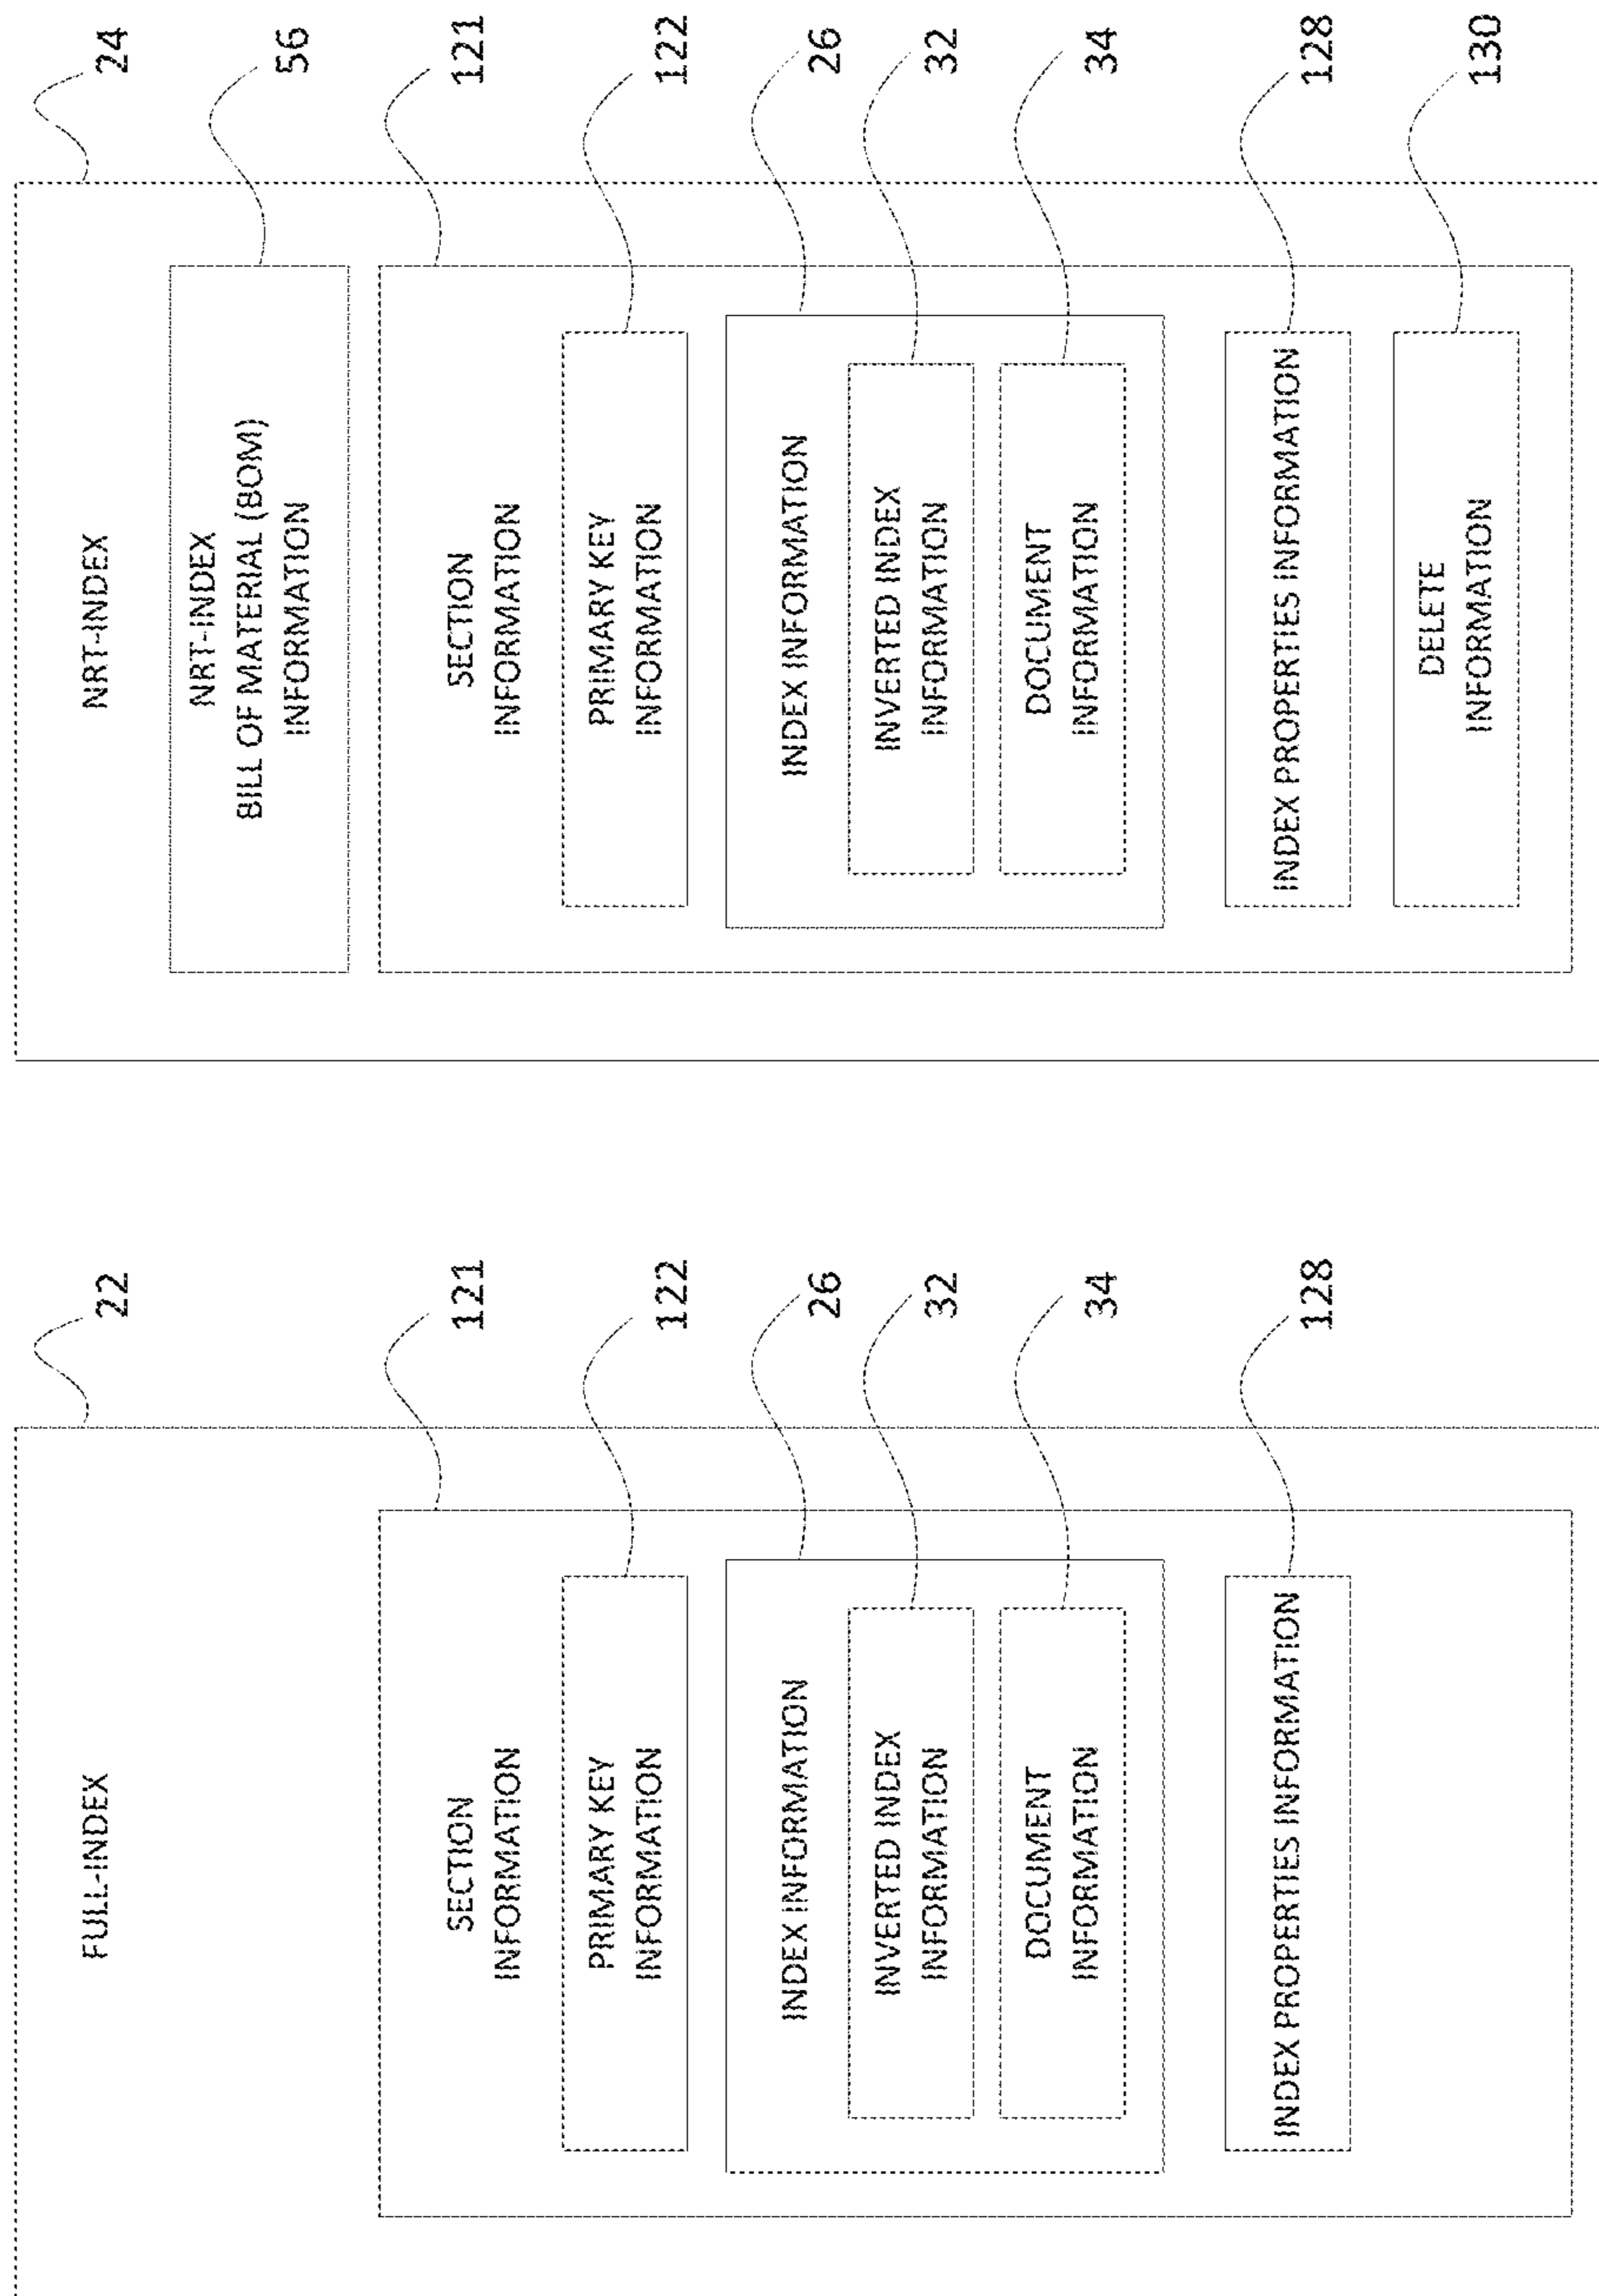 FULL-INDEX
22
SECTION
INFORMATION
121
PRIMARY KEY
INFORMATION
122
INDEX INFORMATION
26
INVERTED INDEX
INFORMATION
32
DOCUMENT
INFORMATION
34
INDEX PROPERTIES INFORMATION
128
NRT-INDEX
24
NRT-INDEX
BILL OF MATERIAL (BOM)
INFORMATION
56
SECTION
INFORMATION
121
PRIMARY KEY
INFORMATION
122
INDEX INFORMATION
26
INVERTED INDEX
INFORMATION
32
DOCUMENT
INFORMATION
34
INDEX PROPERTIES INFORMATION
128
DELETE
INFORMATION
130